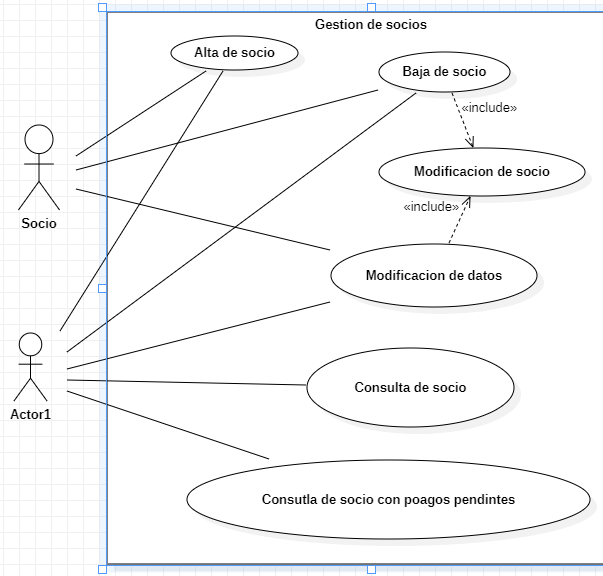 Gestion de socios
Alta de socio
Baja de socio
«include»
Modificacion de socio
«include»
Socio
Modificacion de datos
Actor1
Consulta de socio
Consutla de socio con poagos pendintes